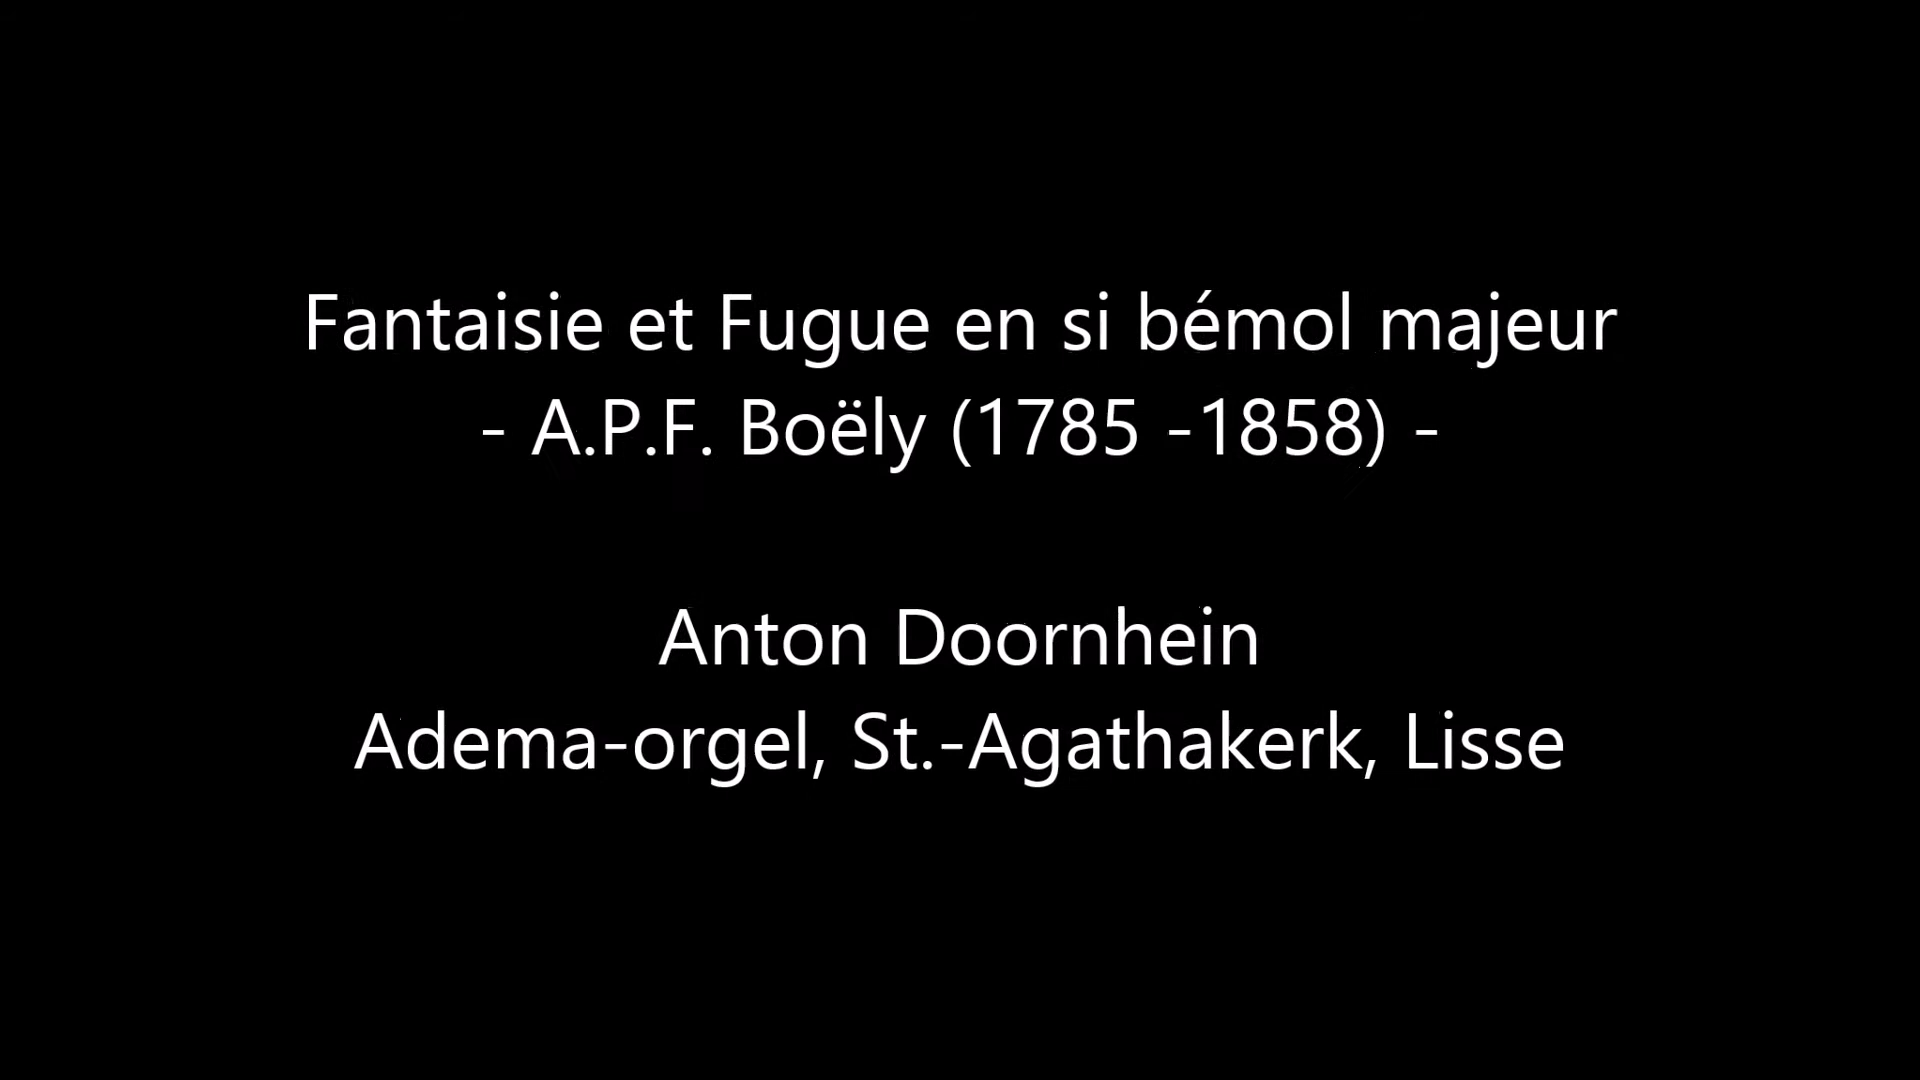 Fantaisie et Fugue en si bémol majeur
- A.P.F. Boëly (1785 -1858) -
Anton Doornhein
Adema-orgel, St.-Agathakerk, Lisse